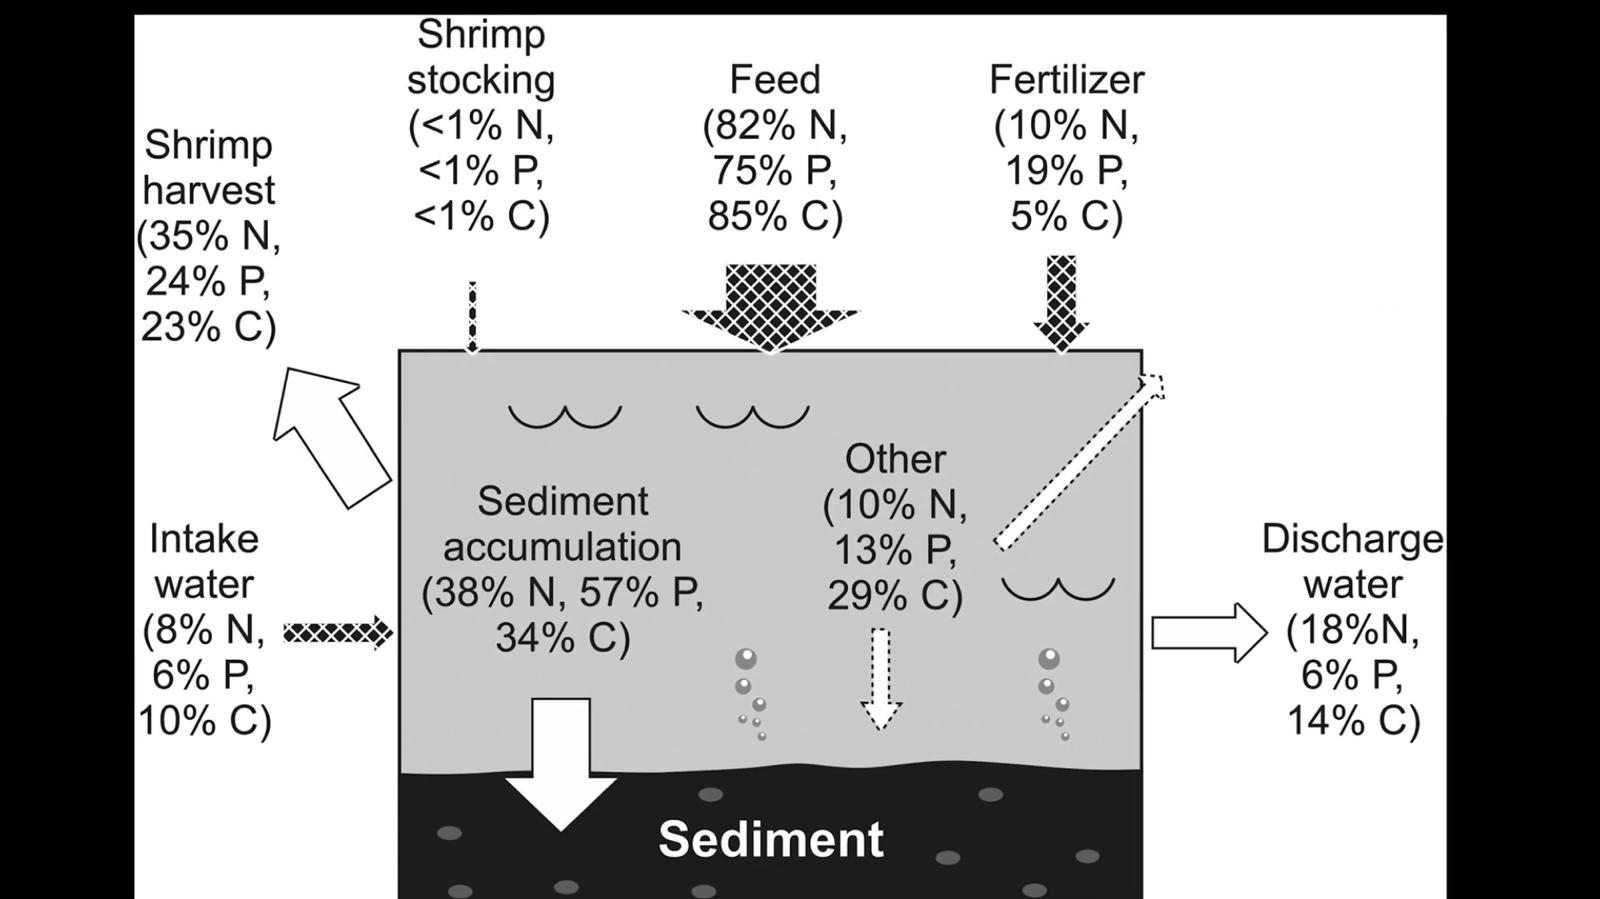 Shrimp
stocking
(<1% N,
<1% P,
<1% C)
Feed
(82% N,
75% P,
85% C)
Fertilizer
(10% N,
19% P,
5% C)
Shrimp
harvest
(35% N,
24% P,
23% C)
Other
(10% N,
13% P,
29% C)
Sediment
accumulation
(38% N, 57% P,
34% C)
Intake
water
(8% N,
6% P,
10% C)
Discharge
water
(18%N,
6% P,
14% C)
Sediment